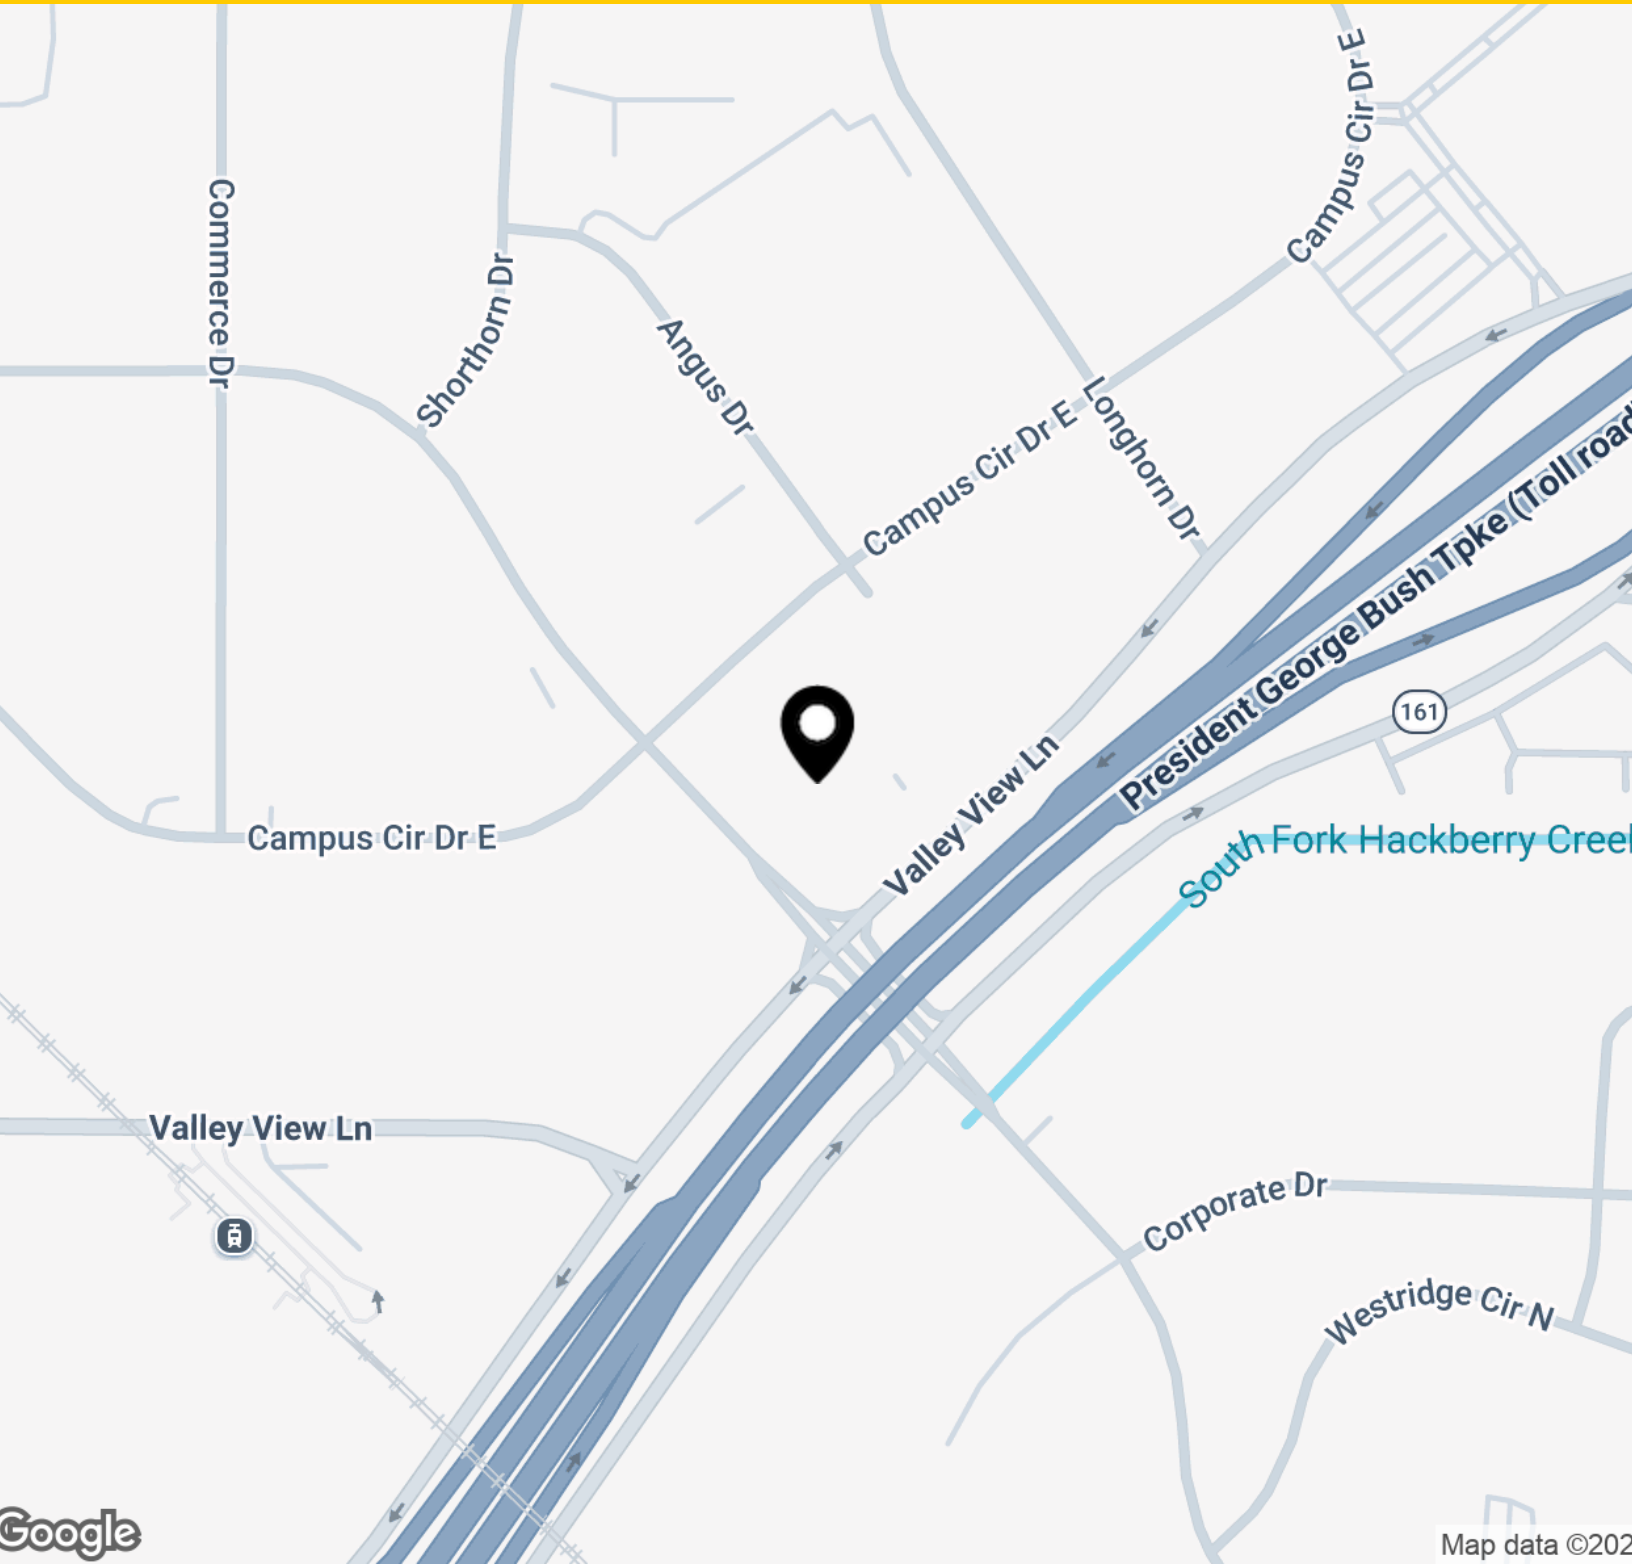 Campus Cir Dr E
Commerce Dr
Shorthorn Dr
Angus Dr
Campus Cir Dr E
Longhorn Dr
President George Bush Tpke (Toll road
161
Valley View Ln
South Fork Hackberry Cree
Campus Cir Dr E
Valley View Ln
Corporate Dr
Westridge Cir N
Google
Map data ©202